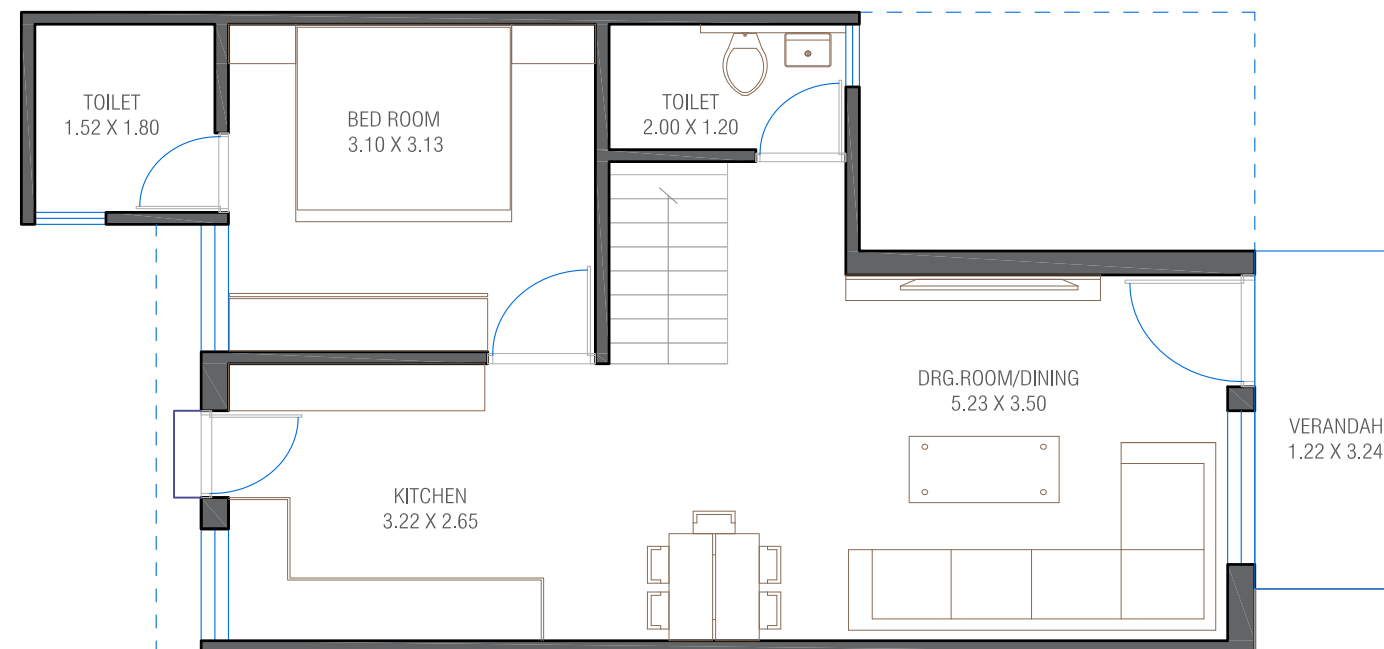 TOILET
1.52 X 1.80
BED ROOM
3.10 X 3.13
TOILET
2.00 X 1.20
DRG.ROOM/DINING
5.23 X 3.50
VERANDAH
1.22 X 3.24
KITCHEN
3.22 X 2.65